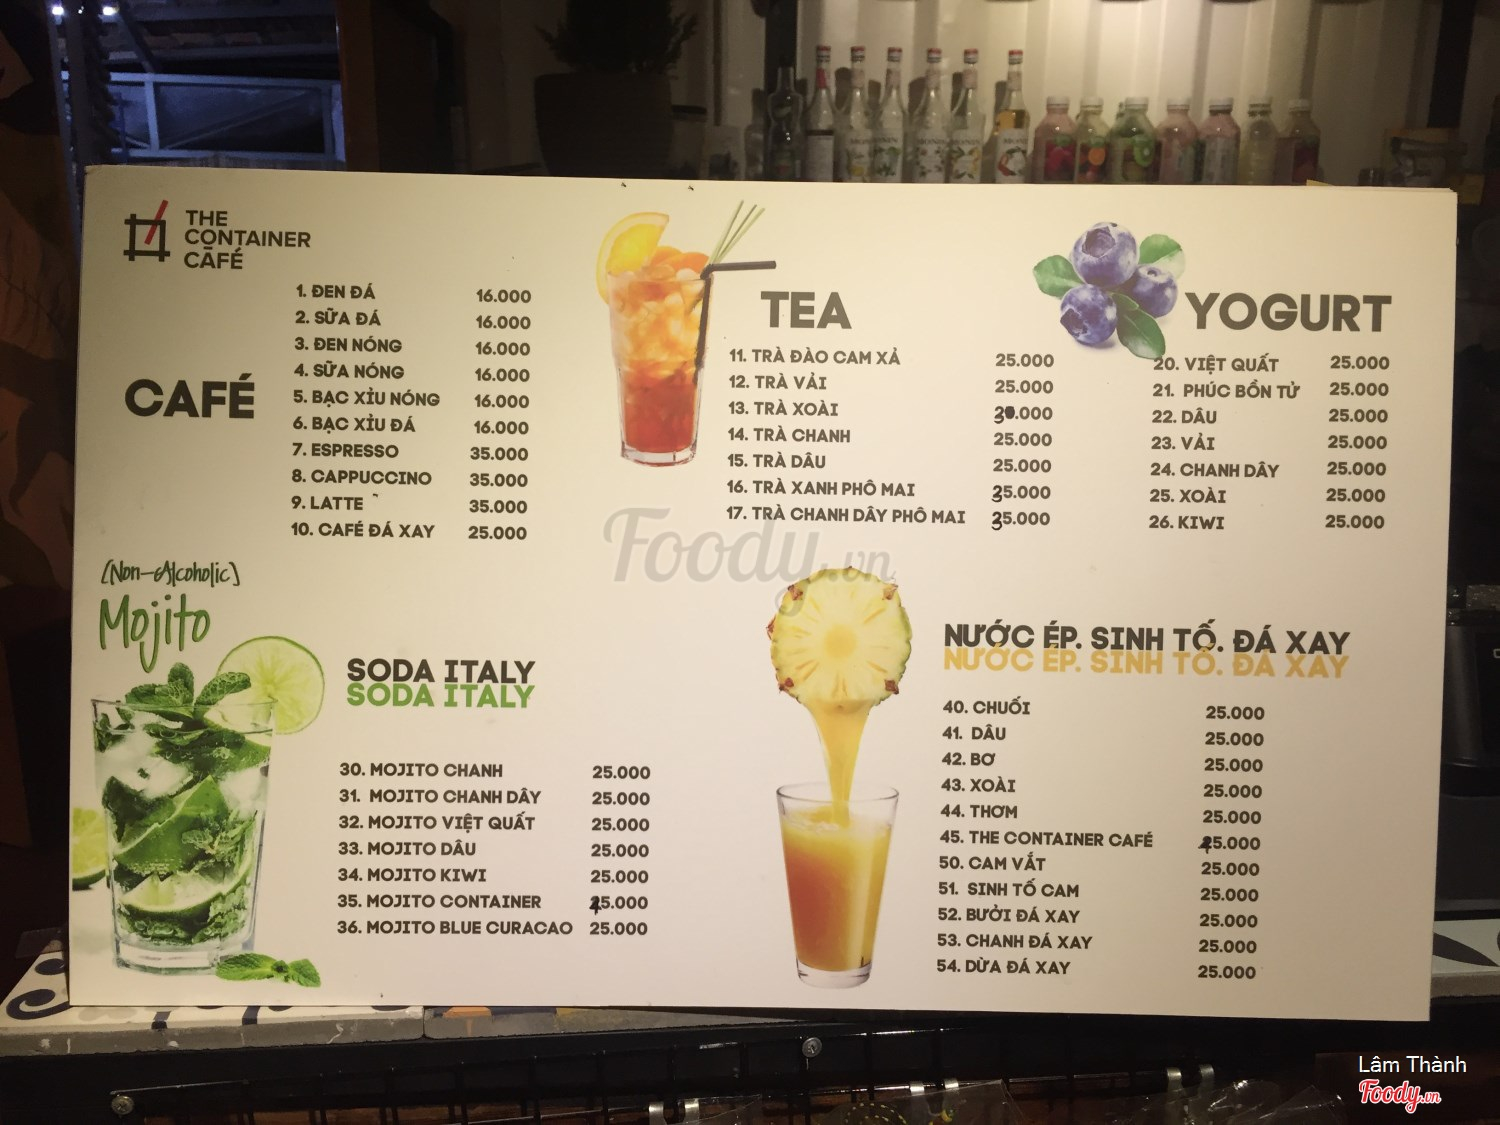 THE
CONTAINER
CAFÉ
CAFÉ
1. ĐEN ĐÁ 16.000
2. SỮA ĐÁ 16.000
3. ĐEN NÓNG 16.000
4. SỮA NÓNG 16.000
5. BẠC XỈU NÓNG 16.000
6. BẠC XỈU ĐÁ 16.000
7. ESPRESSO 35.000
8. CAPPUCCINO 35.000
9. LATTE 35.000
10. CAFÉ ĐÁ XAY 25.000
TEA
11. TRÀ ĐÀO CAM XẢ 25.000
12. TRÀ VẢI 25.000
13. TRÀ XOÀI 30.000
14. TRÀ CHANH 25.000
15. TRÀ DÂU 25.000
16. TRÀ XANH PHÔ MAI 35.000
17. TRÀ CHANH DÂY PHÔ MAI 35.000
YOGURT
20. VIỆT QUẤT 25.000
21. PHÚC BỒN TỬ 25.000
22. DÂU 25.000
23. VẢI 25.000
24. CHANH DÂY 25.000
25. XOÀI 25.000
26. KIWI 25.000
Foody.vn
(Non-Alcoholic)
Mojito
SODA ITALY
SODA ITALY
30. MOJITO CHANH 25.000
31. MOJITO CHANH DÂY 25.000
32. MOJITO VIỆT QUẤT 25.000
33. MOJITO DÂU 25.000
34. MOJITO KIWI 25.000
35. MOJITO CONTAINER 45.000
36. MOJITO BLUE CURACAO 25.000
NƯỚC ÉP. SINH TỐ. ĐÁ XAY
NƯỚC ÉP. SINH TỐ. ĐÁ XAY
40. CHUỐI 25.000
41. DÂU 25.000
42. BƠ 25.000
43. XOÀI 25.000
44. THƠM 25.000
45. THE CONTAINER CAFÉ 45.000
50. CAM VẮT 25.000
51. SINH TỐ CAM 25.000
52. BƯỞI ĐÁ XAY 25.000
53. CHANH ĐÁ XAY 25.000
54. DỪA ĐÁ XAY 25.000
Lâm Thành
Foody.vn